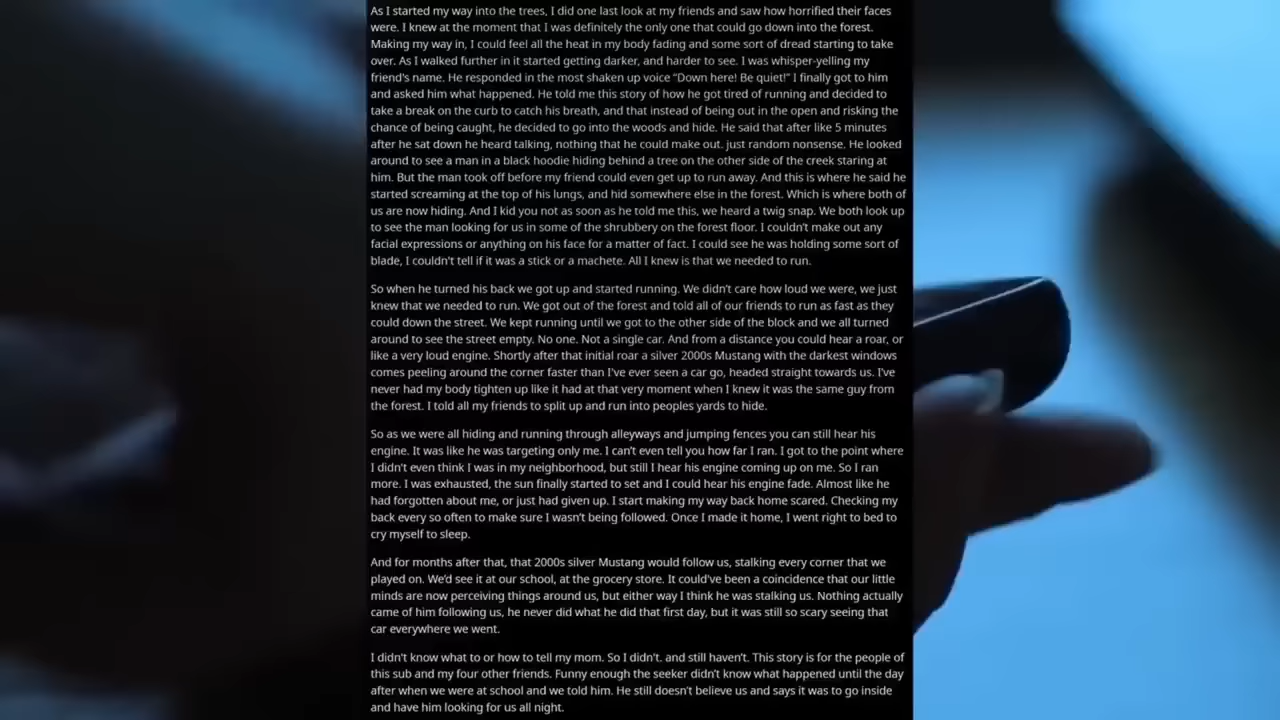 As I started my way into the trees, I did one last look at my friends and saw how horrified their faces
were. I knew at the moment that I was definitely the only one that could go down into the forest.
Making my way in, I could feel all the heat in my body fading and some sort of dread starting to take
over. As I walked further in it started getting darker, and harder to see. I was whisper-yelling my
friend's name. He responded in the most shaken up voice “Down here! Be quiet!” I finally got to him
and asked him what happened. He told me this story of how he got tired of running and decided to
take a break on the curb to catch his breath, and that instead of being out in the open and risking the
chance of being caught, he decided to go into the woods and hide. He said that after like 5 minutes
after he sat down he heard talking, nothing that he could make out. just random nonsense. He looked
around to see a man in a black hoodie hiding behind a tree on the other side of the creek staring at
him. But the man took off before my friend could even get up to run away. And this is where he said he
started screaming at the top of his lungs, and hid somewhere else in the forest. Which is where both of
us are now hiding. And I kid you not as soon as he told me this, we heard a twig snap. We both look up
to see the man looking for us in some of the shrubbery on the forest floor. I couldn’t make out any
facial expressions or anything on his face for a matter of fact. I could see he was holding some sort of
blade, I couldn't tell if it was a stick or a machete. All I knew is that we needed to run.
So when he turned his back we got up and started running. We didn’t care how loud we were, we just
knew that we needed to run. We got out of the forest and told all of our friends to run as fast as they
could down the street. We kept running until we got to the other side of the block and we all turned
around to see the street empty. No one. Not a single car. And from a distance you could hear a roar, or
like a very loud engine. Shortly after that initial roar a silver 2000s Mustang with the darkest windows
comes peeling around the corner faster than I’ve ever seen a car go, headed straight towards us. I’ve
never had my body tighten up like it had at that very moment when I knew it was the same guy from
the forest. I told all my friends to split up and run into peoples yards to hide.
So as we were all hiding and running through alleyways and jumping fences you can still hear his
engine. It was like he was targeting only me. I can’t even tell you how far I ran. I got to the point where
I didn't even think I was in my neighborhood, but still I hear his engine coming up on me. So I ran
more. I was exhausted, the sun finally started to set and I could hear his engine fade. Almost like he
had forgotten about me, or just had given up. I start making my way back home scared. Checking my
back every so often to make sure I wasn’t being followed. Once I made it home, I went right to bed to
cry myself to sleep.
And for months after that, that 2000s silver Mustang would follow us, stalking every corner that we
played on. We’d see it at our school, at the grocery store. It could've been a coincidence that our little
minds are now perceiving things around us, but either way I think he was stalking us. Nothing actually
came of him following us, he never did what he did that first day, but it was still so scary seeing that
car everywhere we went.
I didn't know what to or how to tell my mom. So I didn't. and still haven’t. This story is for the people of
this sub and my four other friends. Funny enough the seeker didn’t know what happened until the day
after when we were at school and we told him. He still doesn’t believe us and says it was to go inside
and have him looking for us all night.